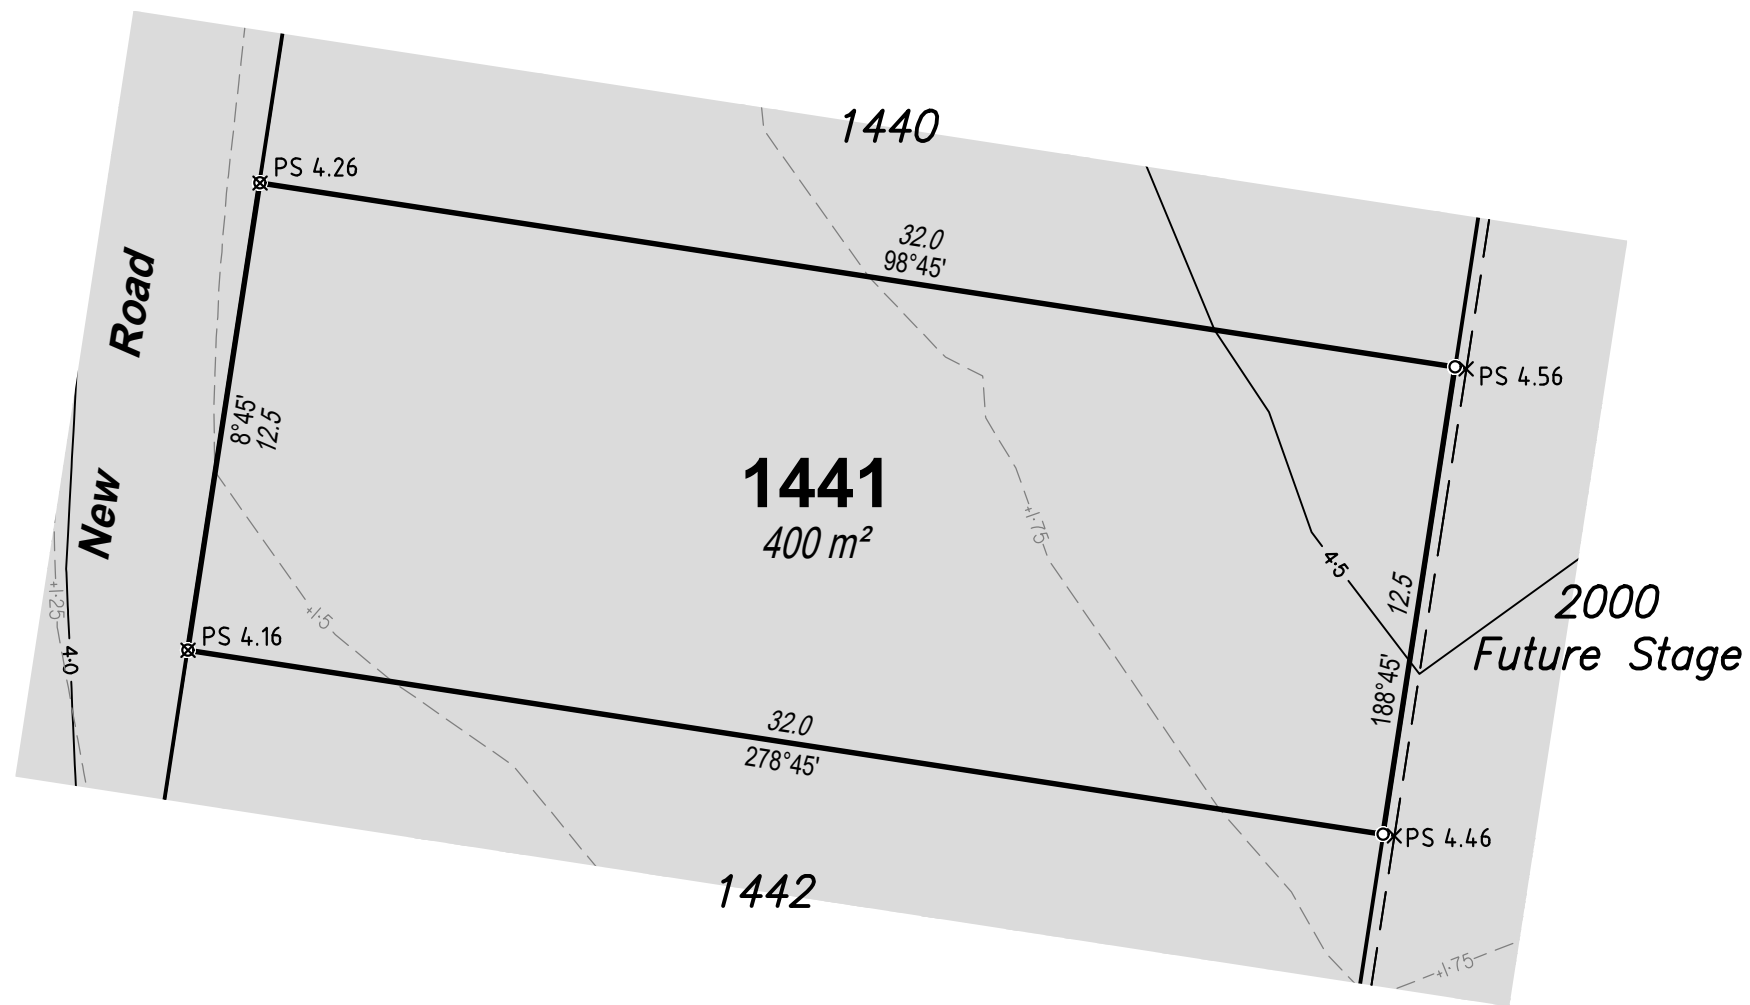 1440
PS 4.26
32.0
98°45'
Road
PS 4.56
8°45'
12.5
1441
400 m²
New
+1·75
4·5
12.5
2000
Future Stage
+1·25
+1·5
PS 4.16
4·0
188°45'
32.0
278°45'
PS 4.46
1442
+1·75